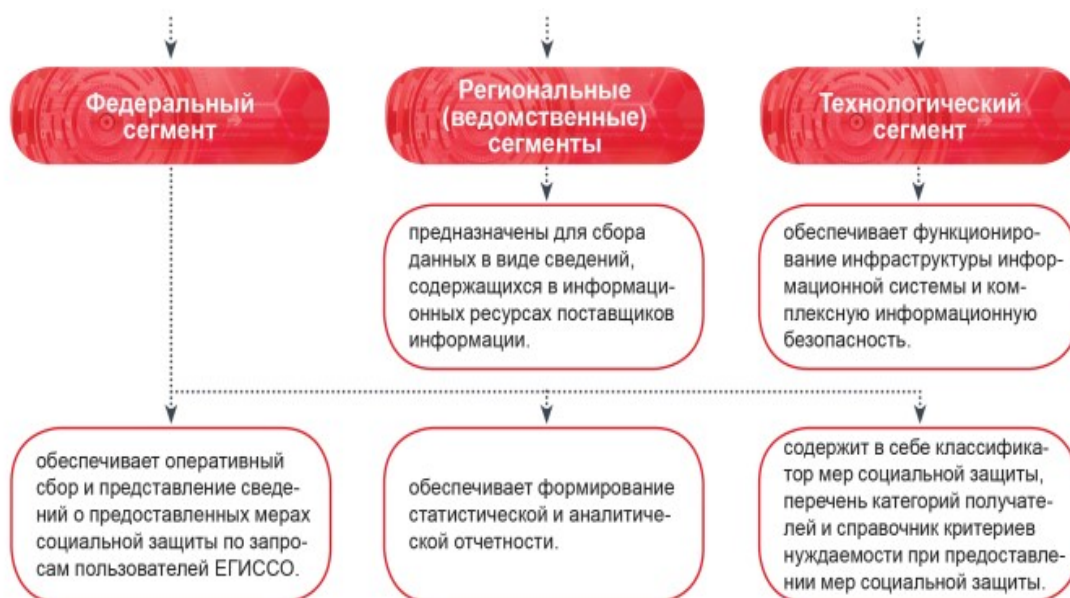 Федеральный
сегмент
Региональные
(ведомственные)
сегменты
Технологический
сегмент
предназначены для сбора
данных в виде сведений,
содержащихся в информаци-
онных ресурсах поставщиков
информации.
обеспечивает функциониро-
вание инфраструктуры инфор-
мационной системы и ком-
плексную информационную
безопасность.
обеспечивает оперативный
сбор и представление сведе-
ний о предоставленных мерах
социальной защиты по запро-
сам пользователей ЕГИССО.
обеспечивает формирование
статистической и аналитиче-
ской отчетности.
содержит в себе классифика-
тор мер социальной защиты,
перечень категорий получате-
лей и справочник критериев
нуждаемости при предоставле-
нии мер социальной защиты.